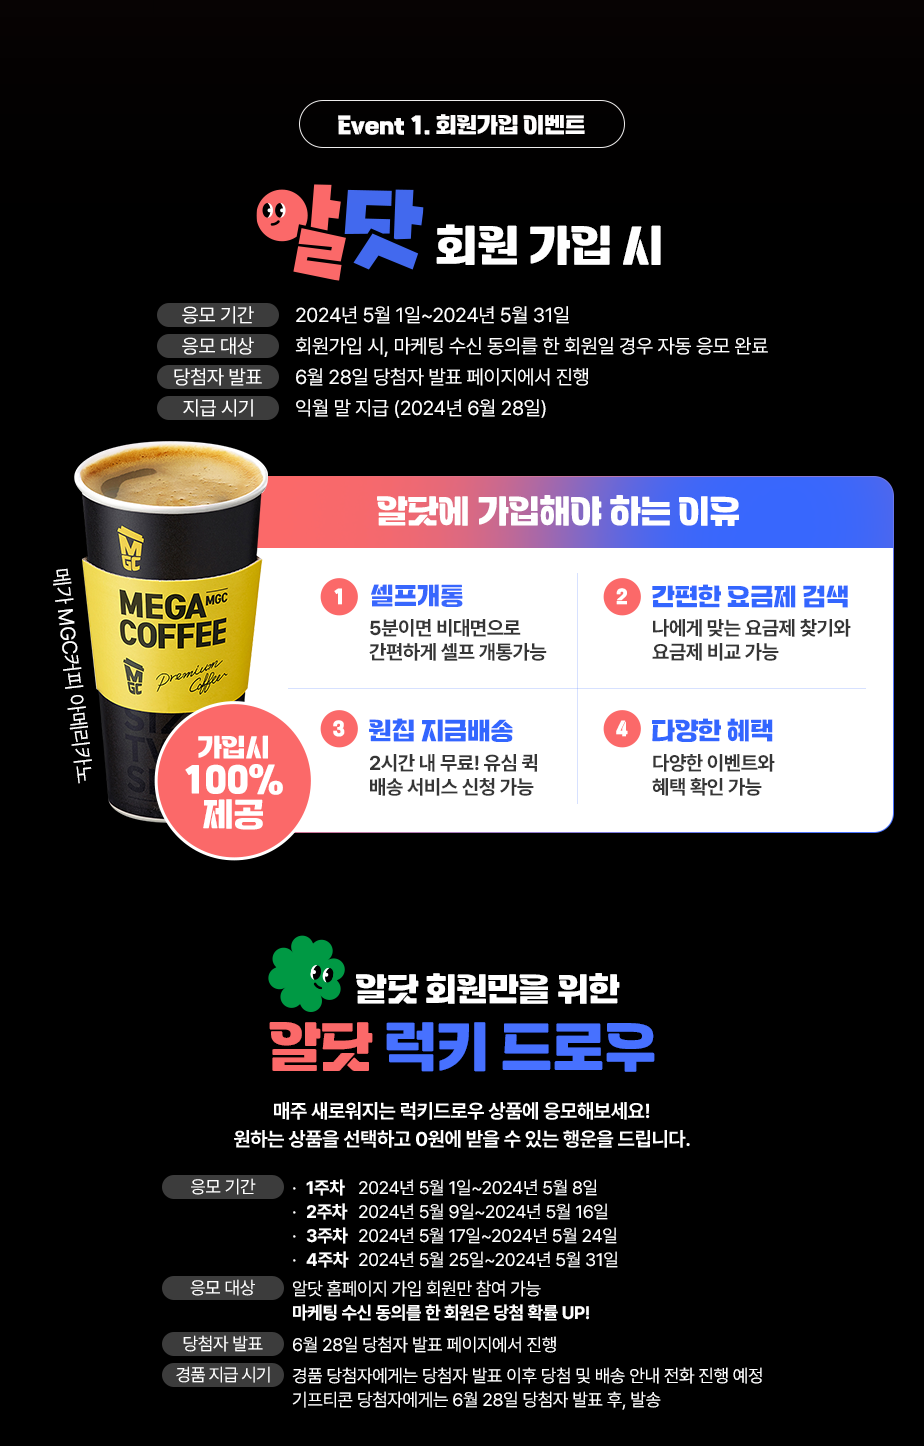 Event 1. 회원가입 이벤트
알닷 회원 가입 시
응모 기간 2024년 5월 1일~2024년 5월 31일
응모 대상 회원가입 시, 마케팅 수신 동의를 한 회원일 경우 자동 응모 완료
당첨자 발표 6월 28일 당첨자 발표 페이지에서 진행
지급 시기 익월 말 지급 (2024년 6월 28일)
메가 MGC커피 아메리카노
MGC
MEGA MGC
COFFEE
MGC
Premium
Coffee
가입시
100%
제공
알닷에 가입해야 하는 이유
1 셀프개통
5분이면 비대면으로
간편하게 셀프 개통가능
2 간편한 요금제 검색
나에게 맞는 요금제 찾기와
요금제 비교 가능
3 원칩 지금배송
2시간 내 무료! 유심 퀵
배송 서비스 신청 가능
4 다양한 혜택
다양한 이벤트와
혜택 확인 가능
알닷 회원만을 위한
알닷 럭키 드로우
매주 새로워지는 럭키드로우 상품에 응모해보세요!
원하는 상품을 선택하고 0원에 받을 수 있는 행운을 드립니다.
응모 기간 · 1주차 2024년 5월 1일~2024년 5월 8일
· 2주차 2024년 5월 9일~2024년 5월 16일
· 3주차 2024년 5월 17일~2024년 5월 24일
· 4주차 2024년 5월 25일~2024년 5월 31일
응모 대상 알닷 홈페이지 가입 회원만 참여 가능
마케팅 수신 동의를 한 회원은 당첨 확률 UP!
당첨자 발표 6월 28일 당첨자 발표 페이지에서 진행
경품 지급 시기 경품 당첨자에게는 당첨자 발표 이후 당첨 및 배송 안내 전화 진행 예정
기프티콘 당첨자에게는 6월 28일 당첨자 발표 후, 발송